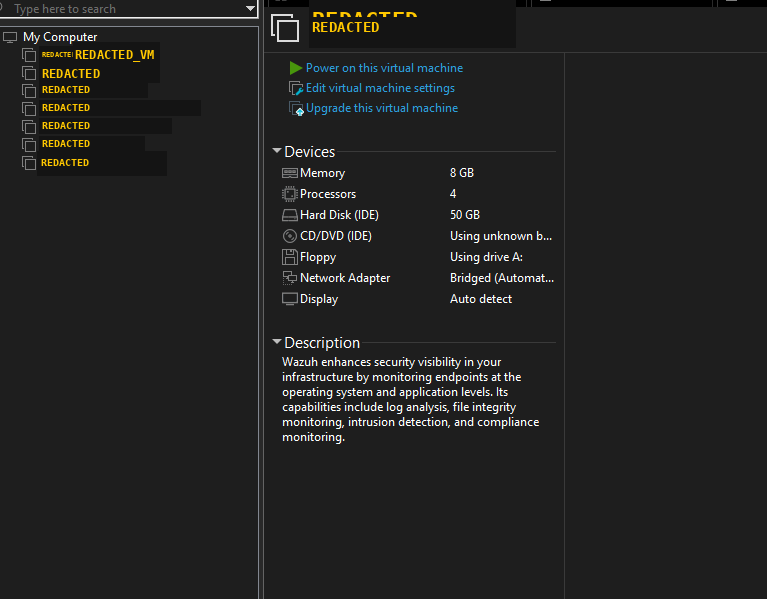 Type here to search
My Computer
REDACTED_VM
REDACTED
REDACTED
REDACTED
REDACTED
REDACTED
REDACTED
REDACTED
REDACTED
Power on this virtual machine
Edit virtual machine settings
Upgrade this virtual machine
Devices
Memory 8 GB
Processors 4
Hard Disk (IDE) 50 GB
CD/DVD (IDE) Using unknown b...
Floppy Using drive A:
Network Adapter Bridged (Automat...
Display Auto detect
Description
Wazuh enhances security visibility in your
infrastructure by monitoring endpoints at the
operating system and application levels. Its
capabilities include log analysis, file integrity
monitoring, intrusion detection, and compliance
monitoring.